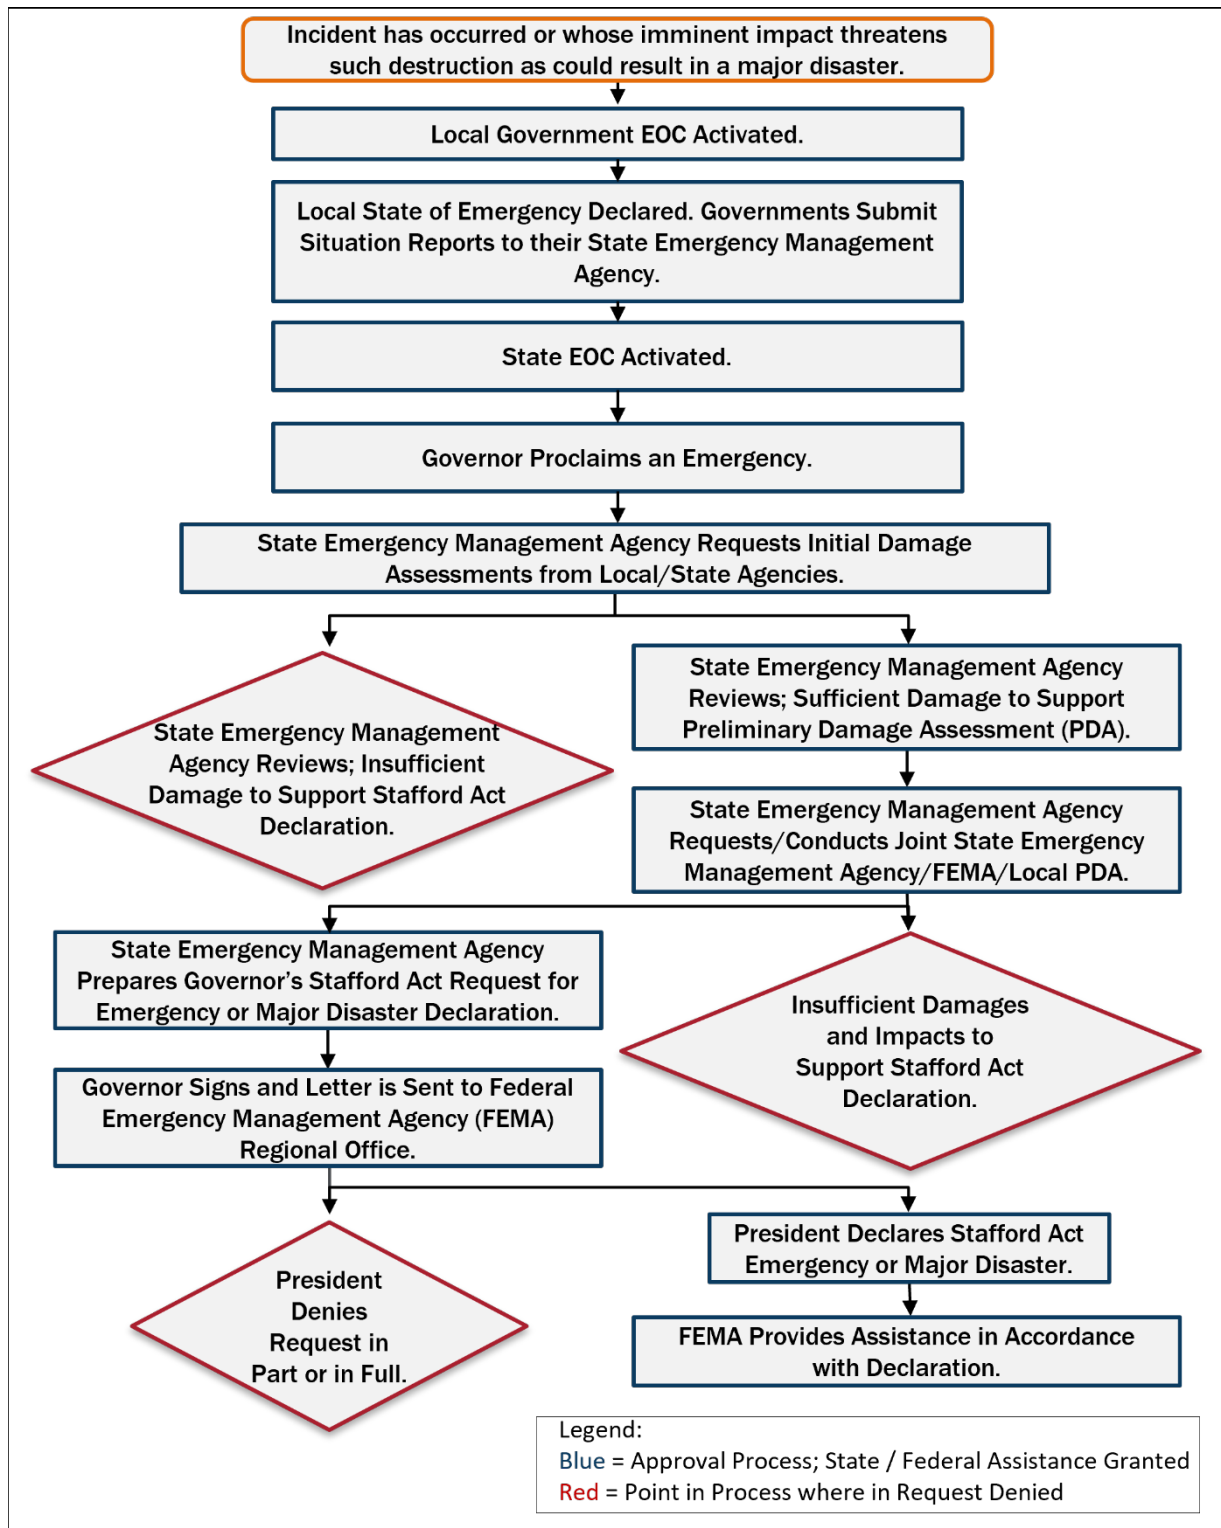 Incident has occurred or whose imminent impact threatens
such destruction as could result in a major disaster.
Local Government EOC Activated.
Local State of Emergency Declared. Governments Submit
Situation Reports to their State Emergency Management
Agency.
State EOC Activated.
Governor Proclaims an Emergency.
State Emergency Management Agency Requests Initial Damage
Assessments from Local/State Agencies.
State Emergency Management
Agency Reviews; Insufficient
Damage to Support Stafford Act
Declaration.
State Emergency Management Agency
Reviews; Sufficient Damage to Support
Preliminary Damage Assessment (PDA).
State Emergency Management Agency
Requests/Conducts Joint State Emergency
Management Agency/FEMA/Local PDA.
State Emergency Management Agency
Prepares Governor’s Stafford Act Request for
Emergency or Major Disaster Declaration.
Insufficient Damages
and Impacts to
Support Stafford Act
Declaration.
Governor Signs and Letter is Sent to Federal
Emergency Management Agency (FEMA)
Regional Office.
President
Denies
Request in
Part or in Full.
President Declares Stafford Act
Emergency or Major Disaster.
FEMA Provides Assistance in Accordance
with Declaration.
Legend:
Blue = Approval Process; State / Federal Assistance Granted
Red = Point in Process where in Request Denied